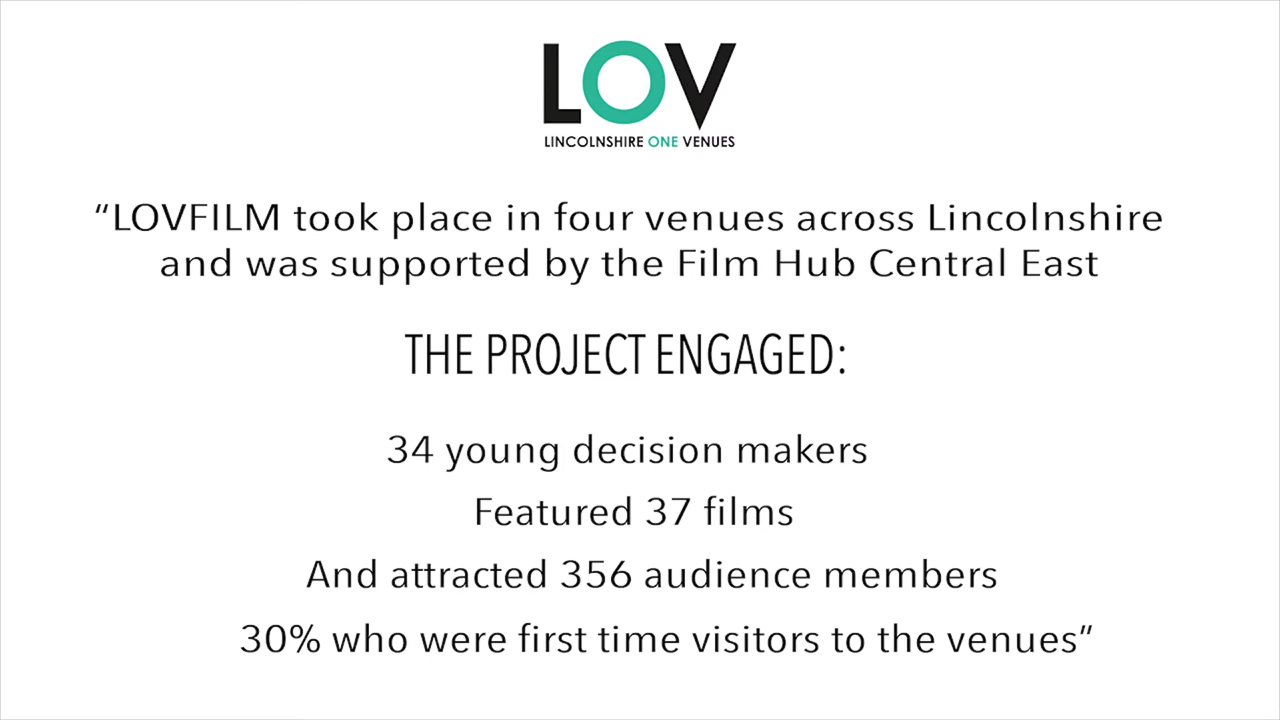 LOV
LINCOLNSHIRE ONE VENUES
“LOVFILM took place in four venues across Lincolnshire
and was supported by the Film Hub Central East
THE PROJECT ENGAGED:
34 young decision makers
Featured 37 films
And attracted 356 audience members
30% who were first time visitors to the venues”